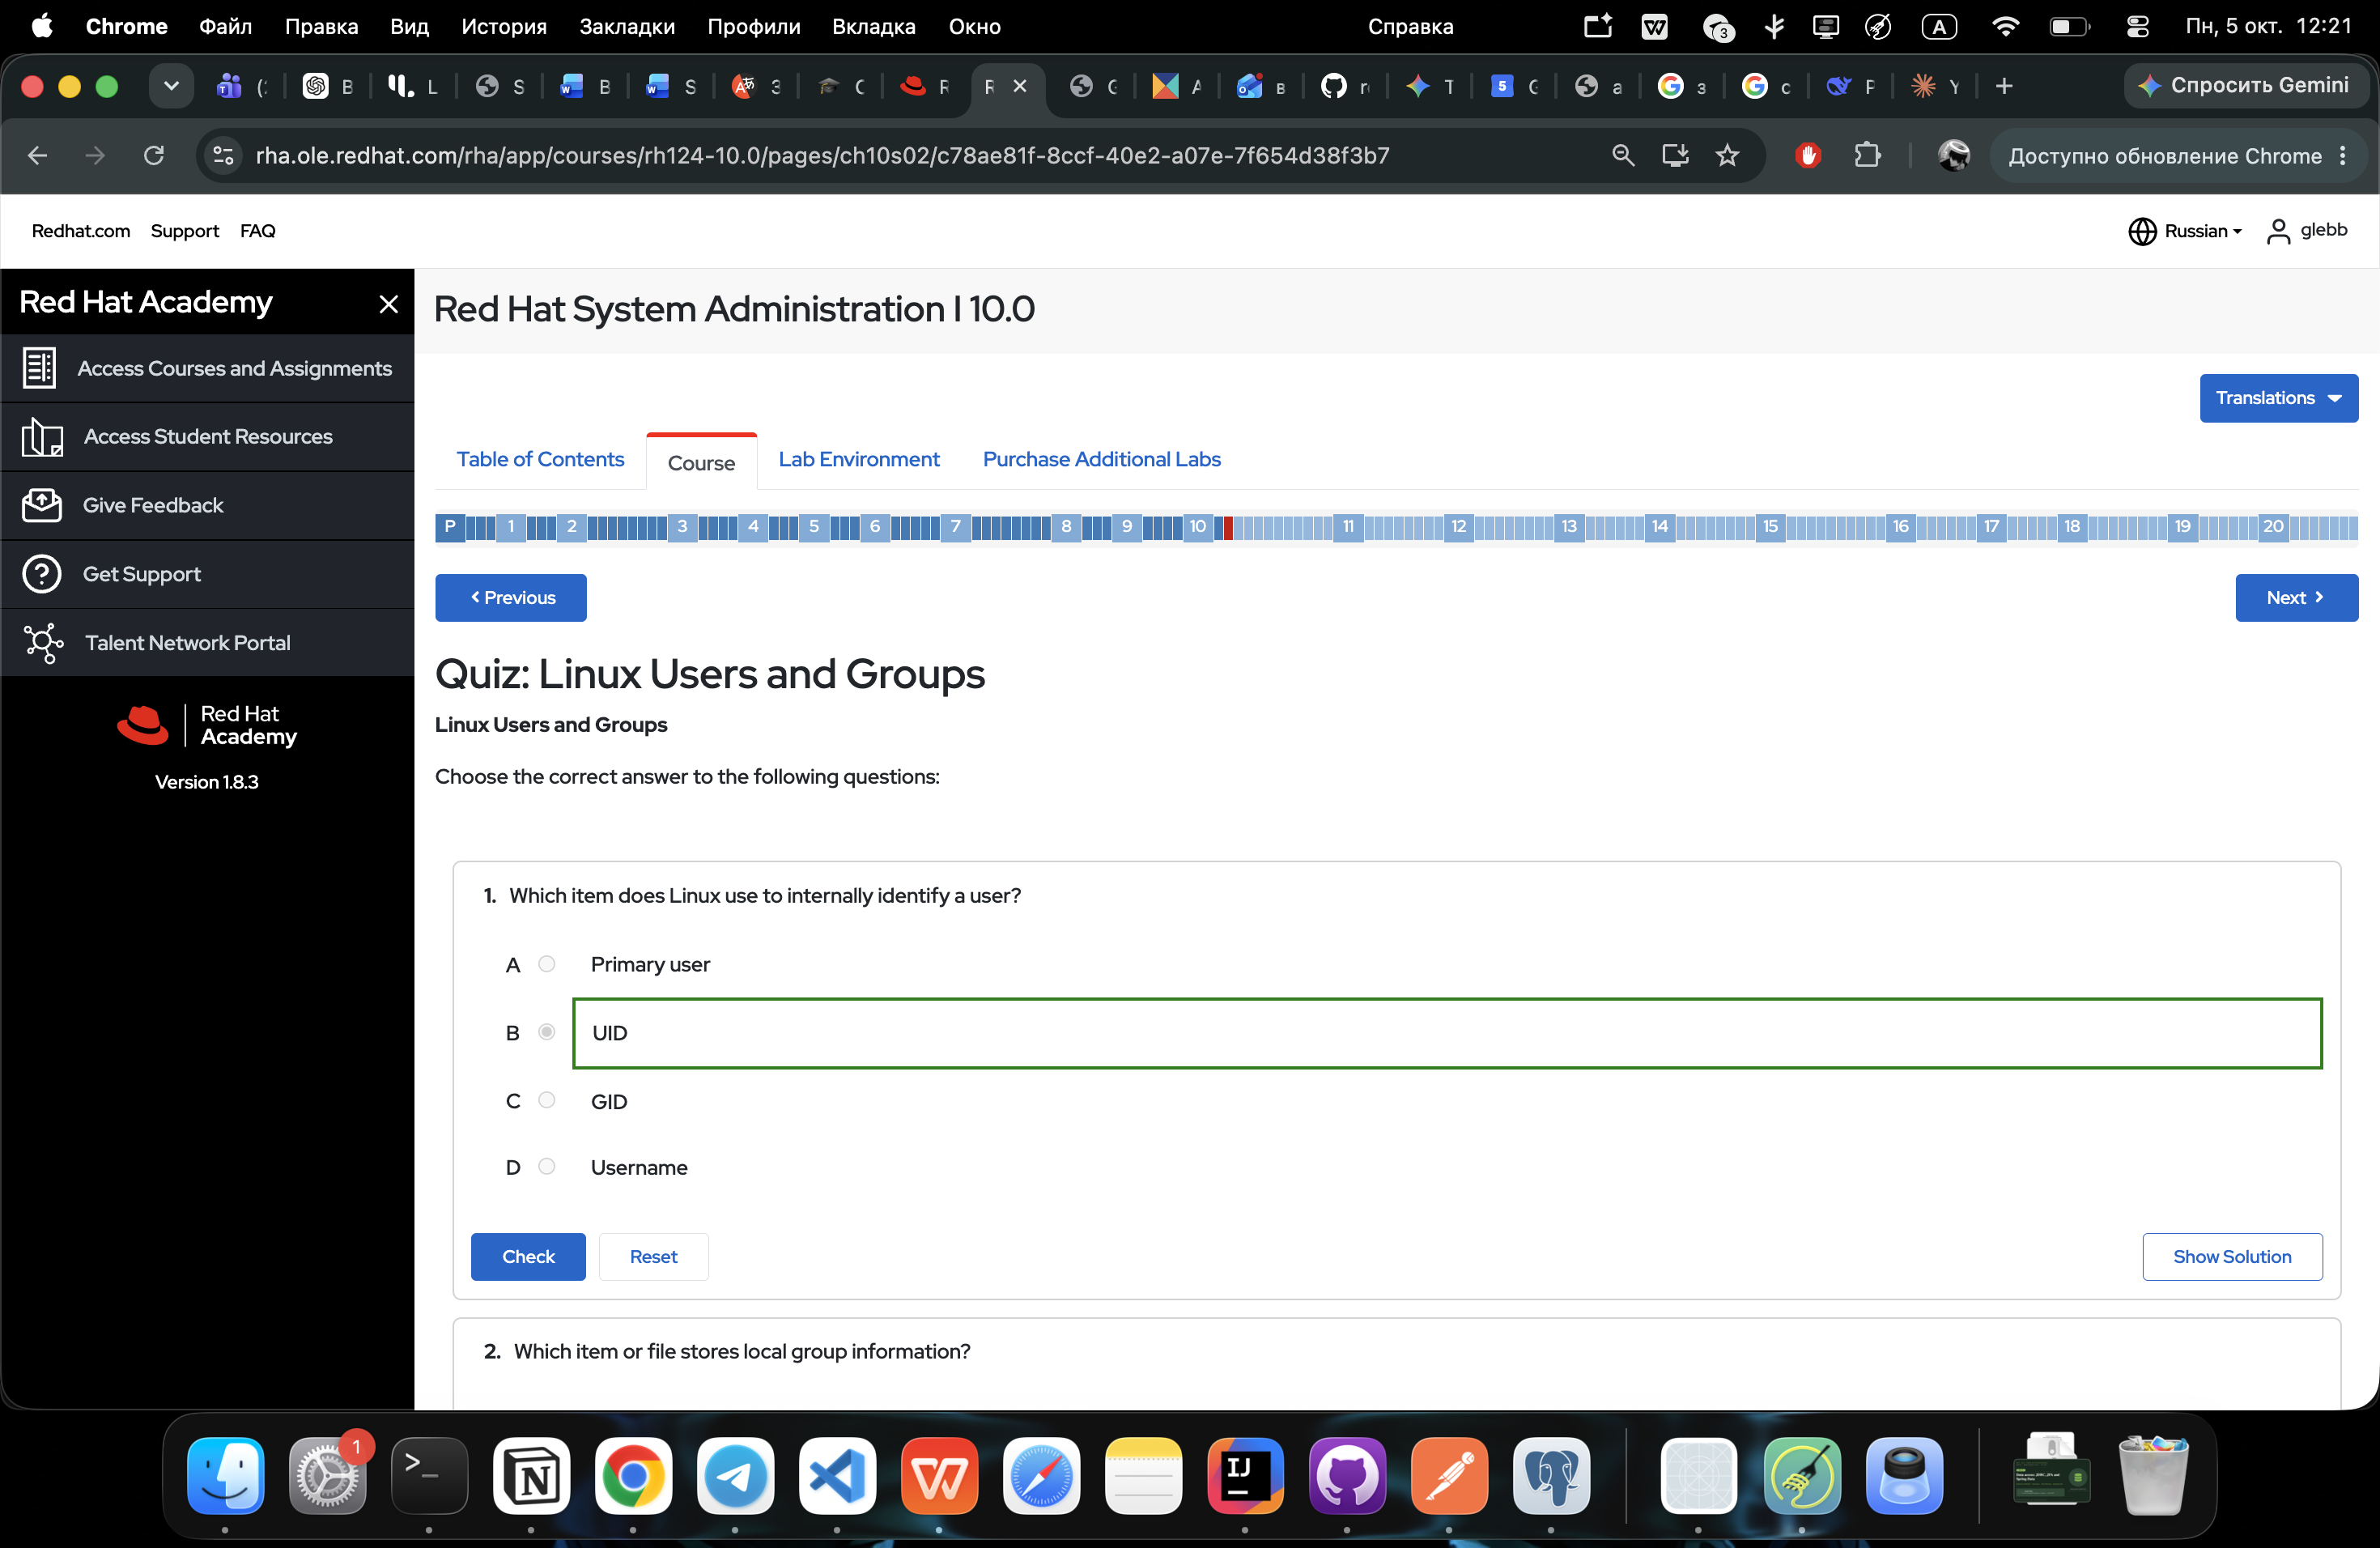 Chrome Файл Правка Вид История Закладки Профили Вкладка Окно Справка 3 A Пн, 5 окт. 12:21
B L S B S З C R R G A в r T 5 G a з с P Y Спросить Gemini
rha.ole.redhat.com/rha/app/courses/rh124-10.0/pages/ch10s02/c78ae81f-8ccf-40e2-a07e-7f654d38f3b7 Доступно обновление Chrome
Redhat.com Support FAQ Russian glebb
Red Hat Academy
Access Courses and Assignments
Access Student Resources
Give Feedback
Get Support
Talent Network Portal
Red Hat
Academy
Version 1.8.3
Red Hat System Administration I 10.0
Translations
Table of Contents Course Lab Environment Purchase Additional Labs
P 1 2 3 4 5 6 7 8 9 10 11 12 13 14 15 16 17 18 19 20
Previous Next
Quiz: Linux Users and Groups
Linux Users and Groups
Choose the correct answer to the following questions:
1. Which item does Linux use to internally identify a user?
A Primary user
B UID
C GID
D Username
Check Reset Show Solution
2. Which item or file stores local group information?
1
IJ